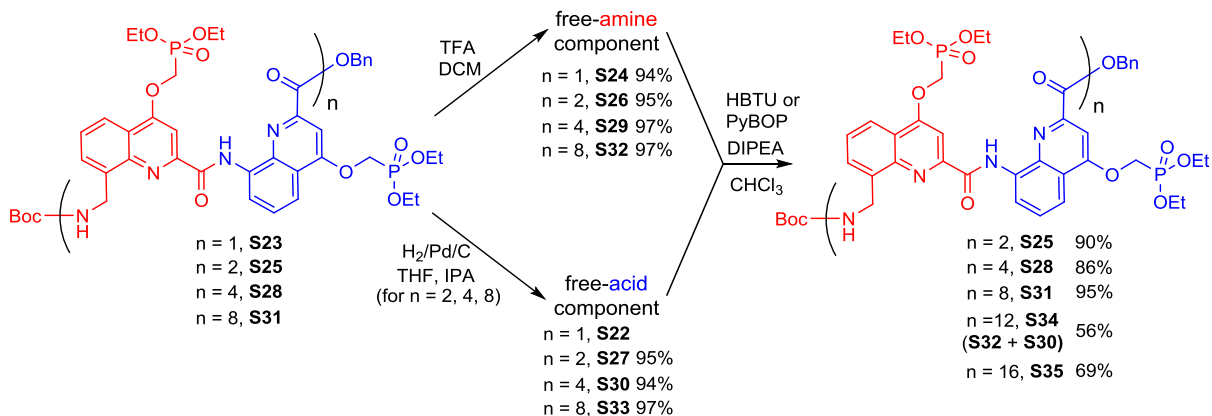 EtO
OEt
P
O
O
O
OBn
n
N
O
NH
N
O
P
O
OEt
OEt
Boc
N
H
n = 1, S23
n = 2, S25
n = 4, S28
n = 8, S31
TFA
DCM
H2/Pd/C
THF, IPA
(for n = 2, 4, 8)
free-amine
component
n = 1, S24 94%
n = 2, S26 95%
n = 4, S29 97%
n = 8, S32 97%
free-acid
component
n = 1, S22
n = 2, S27 95%
n = 4, S30 94%
n = 8, S33 97%
HBTU or
PyBOP
DIPEA
CHCl3
EtO
OEt
P
O
O
O
OBn
n
N
O
NH
N
O
P
O
OEt
OEt
Boc
N
H
n = 2, S25 90%
n = 4, S28 86%
n = 8, S31 95%
n =12, S34
(S32 + S30) 56%
n = 16, S35 69%